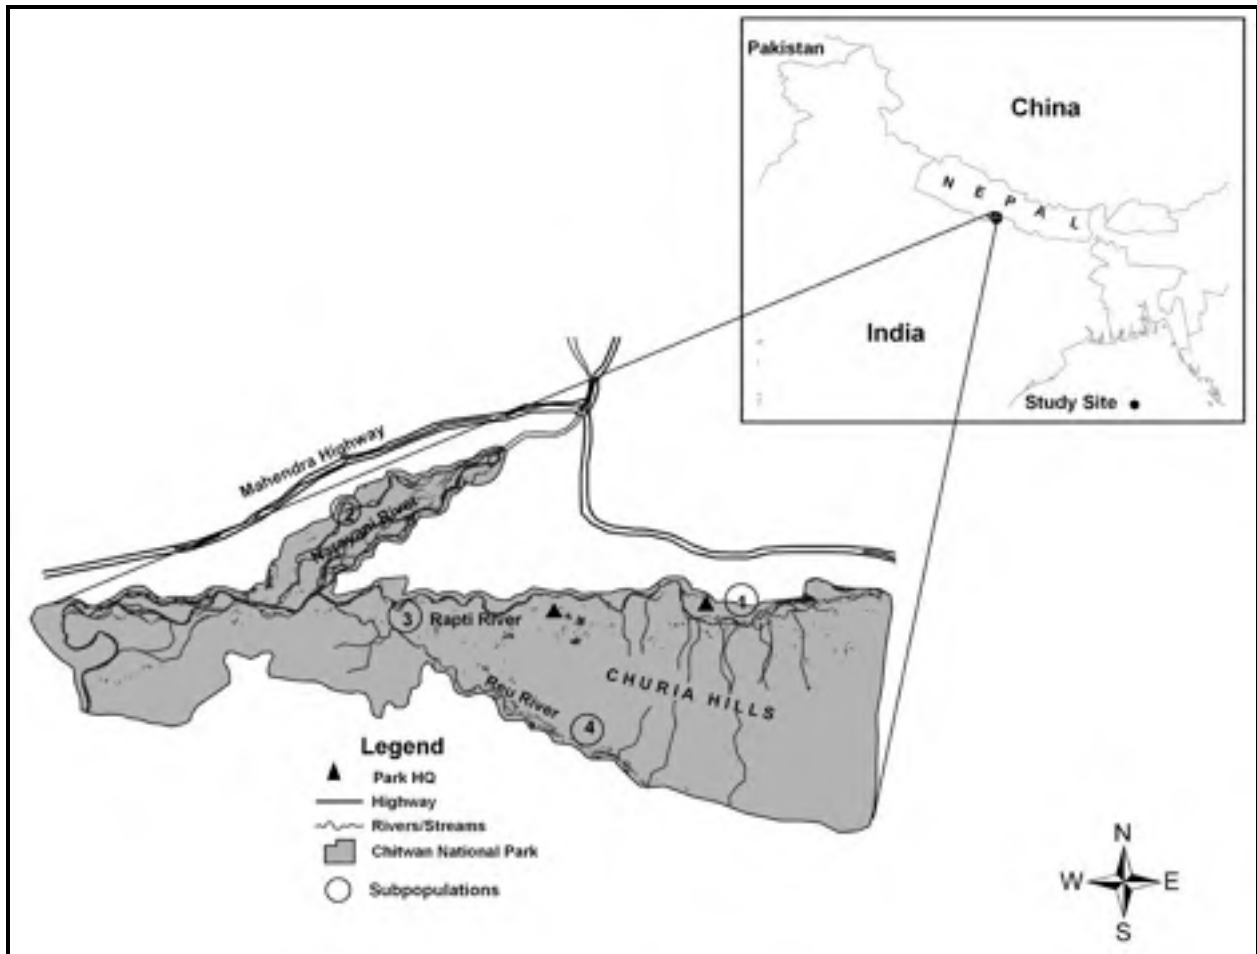 Pakistan
China
NEPAL
India
Study Site
Mahendra Highway
2
Narayani River
1
3
Rapti River
CHURIA HILLS
Reu River
4
Legend
Park HQ
Highway
Rivers/Streams
Chitwan National Park
Subpopulations
N
W
E
S